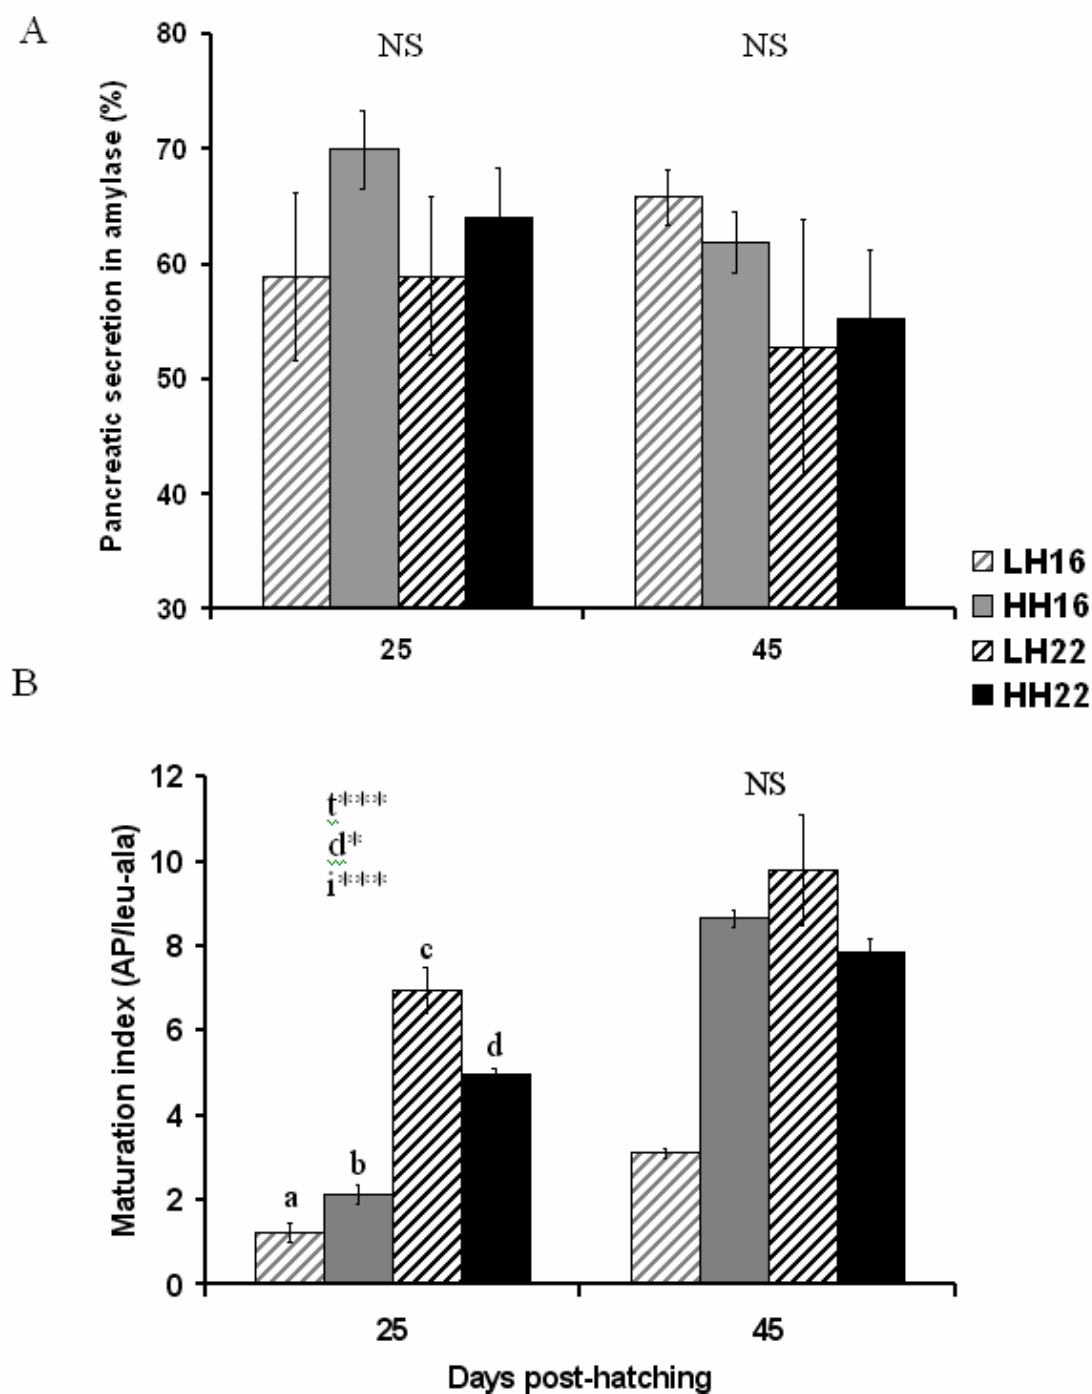 A
Pancreatic secretion in amylase (%)
80
70
60
50
40
30
NS
NS
25
45
LH16
HH16
LH22
HH22
B
Maturation index (AP/leu-ala)
12
10
8
6
4
2
0
t***
d*
i***
NS
a
b
c
d
25
45
Days post-hatching